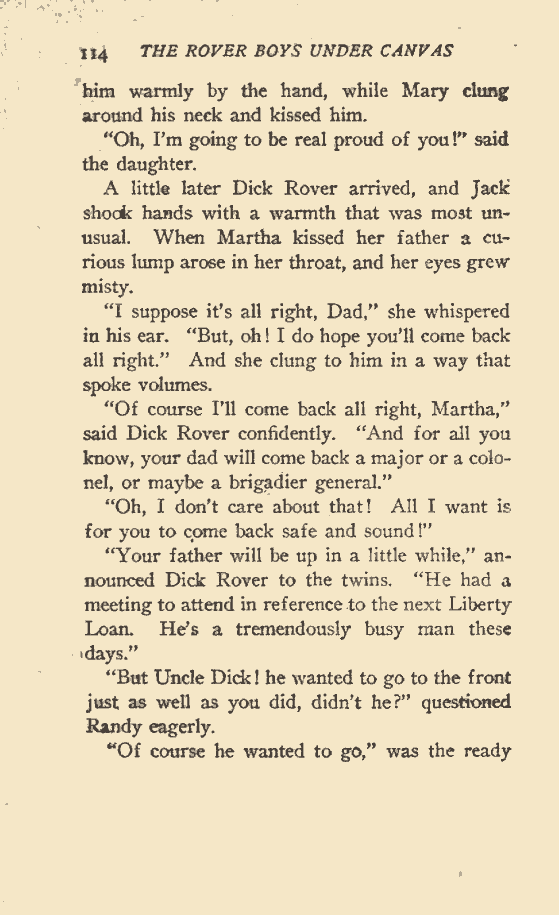 114 THE ROVER BOYS UNDER CANVAS
him warmly by the hand, while Mary clung
around his neck and kissed him.
"Oh, I'm going to be real proud of you!" said
the daughter.
A little later Dick Rover arrived, and Jack
shook hands with a warmth that was most un-
usual. When Martha kissed her father a cu-
rious lump arose in her throat, and her eyes grew
misty.
"I suppose it's all right, Dad," she whispered
in his ear. "But, oh! I do hope you'll come back
all right." And she clung to him in a way that
spoke volumes.
"Of course I'll come back all right, Martha,"
said Dick Rover confidently. "And for all you
know, your dad will come back a major or a colo-
nel, or maybe a brigadier general."
"Oh, I don't care about that! All I want is
for you to come back safe and sound!"
"Your father will be up in a little while," an-
nounced Dick Rover to the twins. "He had a
meeting to attend in reference to the next Liberty
Loan. He's a tremendously busy man these
days."
"But Uncle Dick! he wanted to go to the front
just as well as you did, didn't he?" questioned
Randy eagerly.
"Of course he wanted to go," was the ready